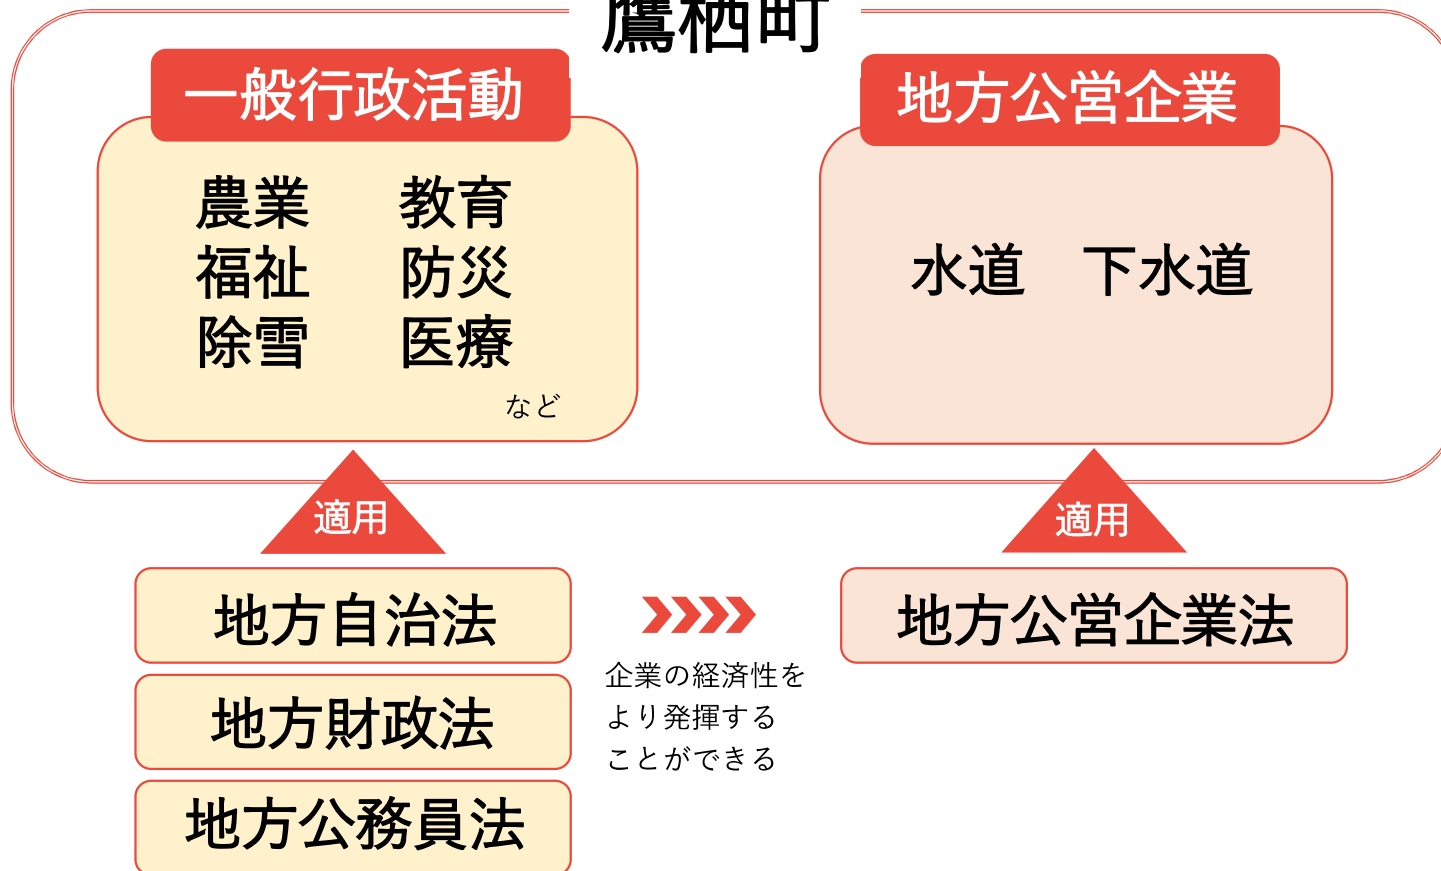 鷹栖町
一般行政活動
農業　教育
福祉　防災
除雪　医療
など
地方公営企業
水道　下水道
適用
適用
地方自治法
地方財政法
地方公務員法
企業の経済性を
より発揮する
ことができる
地方公営企業法